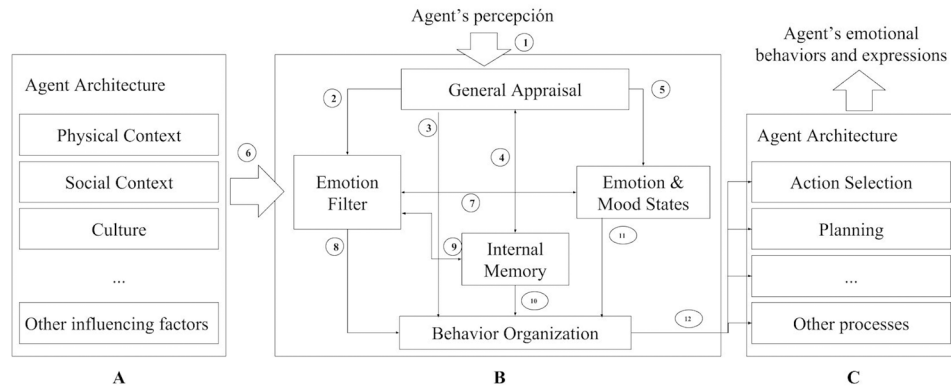 Agent's percepción
1
Agent's emotional
behaviors and expressions
Agent Architecture
Physical Context
Social Context
Culture
...
Other influencing factors
A
6
General Appraisal
2
3
4
5
Emotion
Filter
7
Emotion &
Mood States
8
9
Internal
Memory
10
11
Behavior Organization
12
B
Agent Architecture
Action Selection
Planning
...
Other processes
C